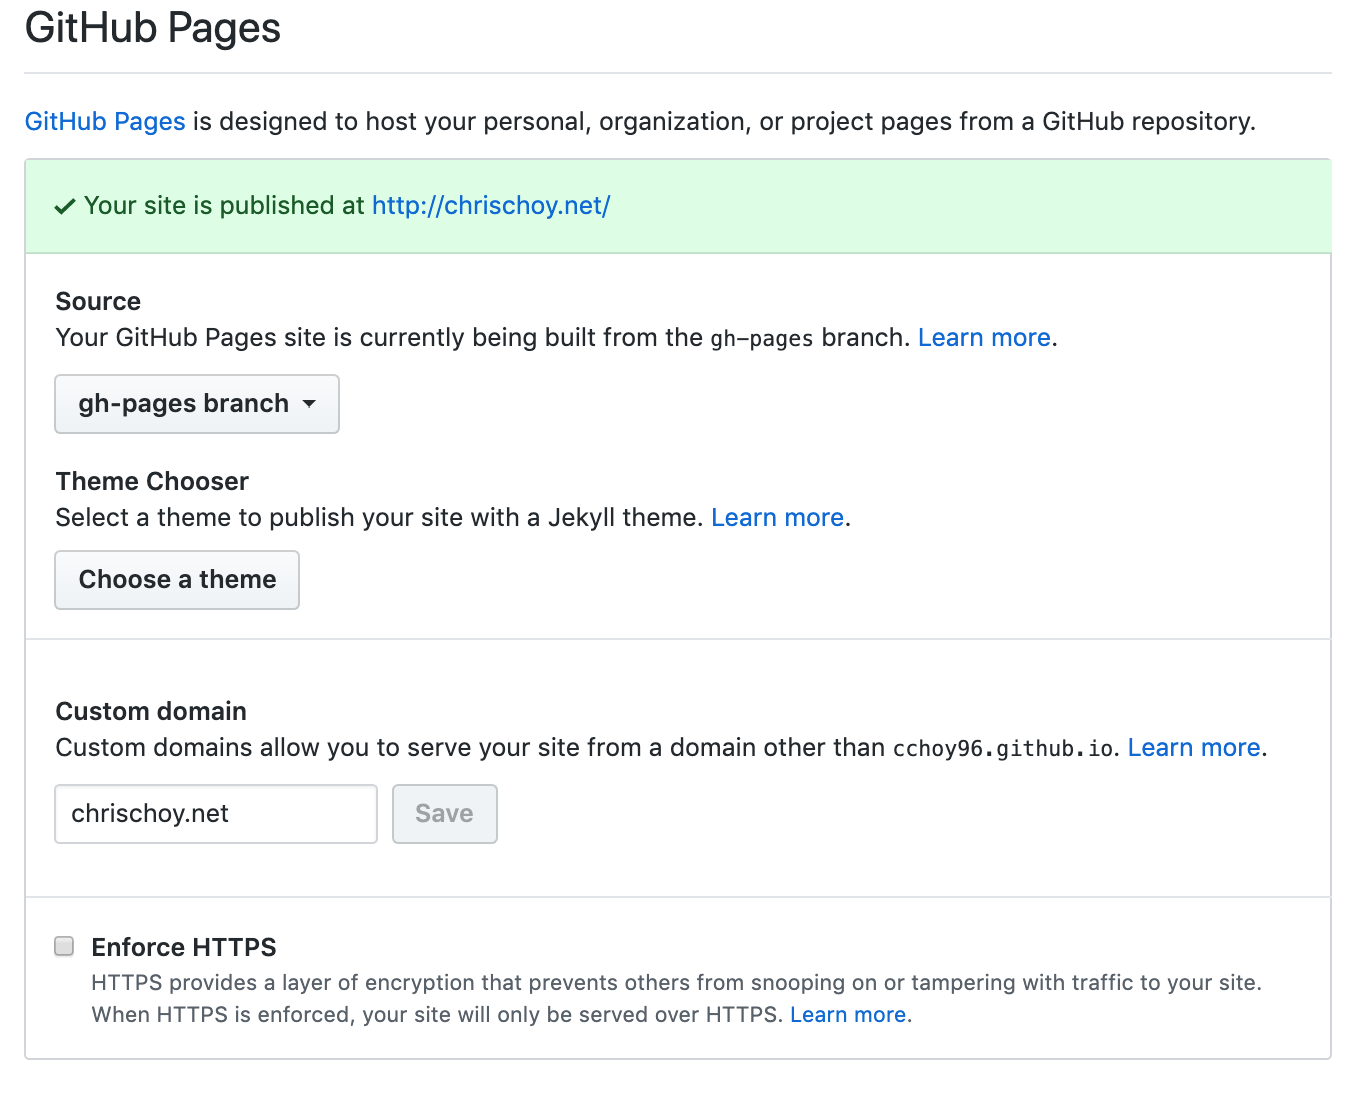 GitHub Pages
GitHub Pages is designed to host your personal, organization, or project pages from a GitHub repository.
✓ Your site is published at http://chrischoy.net/
Source
Your GitHub Pages site is currently being built from the gh-pages branch. Learn more.
gh-pages branch
Theme Chooser
Select a theme to publish your site with a Jekyll theme. Learn more.
Choose a theme
Custom domain
Custom domains allow you to serve your site from a domain other than cchoy96.github.io. Learn more.
chrischoy.net Save
Enforce HTTPS
HTTPS provides a layer of encryption that prevents others from snooping on or tampering with traffic to your site.
When HTTPS is enforced, your site will only be served over HTTPS. Learn more.